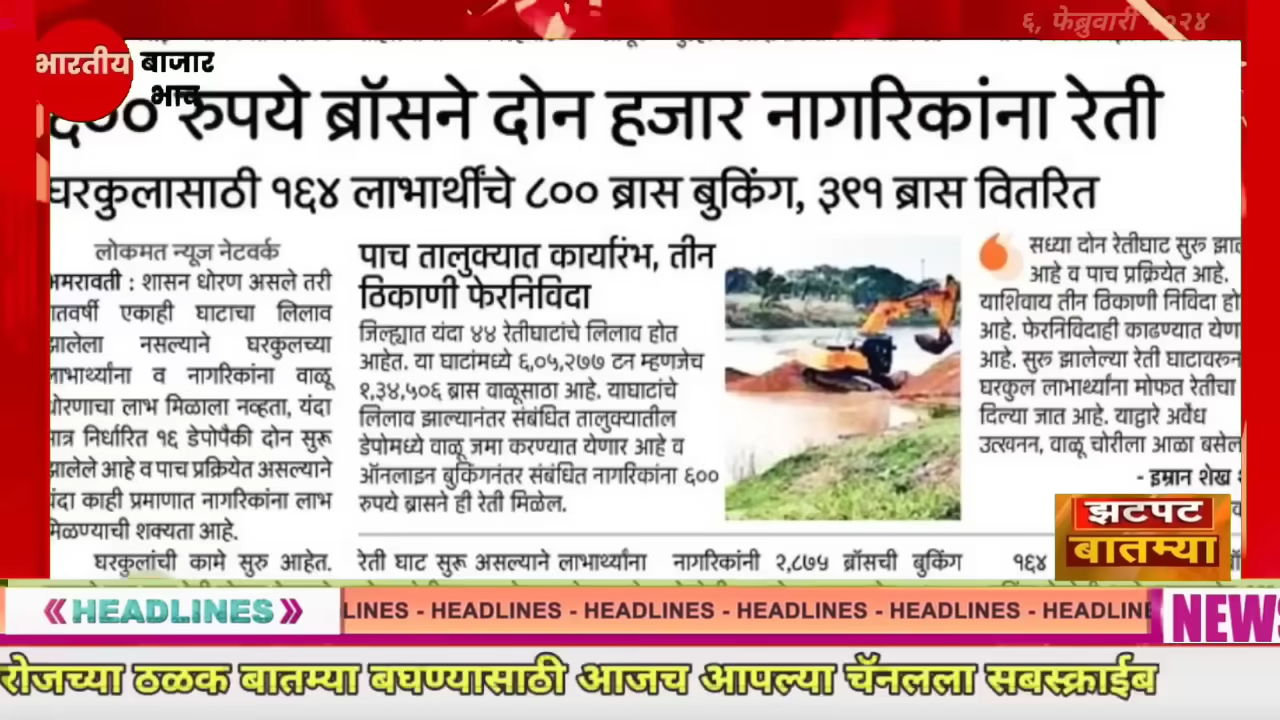 ६, फेब्रुवारी २०२४
भारतीय बाजार
भाव
६०० रुपये ब्रॉसने दोन हजार नागरिकांना रेती
घरकुलासाठी १६४ लाभार्थींचे ८०० ब्रास बुकिंग, ३९१ ब्रास वितरित
लोकमत न्यूज नेटवर्क
अमरावती : शासन धोरण असले तरी
एकाही घाटाचा लिलाव
नसल्याने घरकुलच्या
व नागरिकांना वाळू
लाभ मिळाला नव्हता, यंदा
निर्धारित १६ डेपोपैकी दोन सुरू
आहे व पाच प्रक्रियेत असल्याने
काही प्रमाणात नागरिकांना लाभ
शक्यता आहे.
घरकुलांची कामे सुरु आहेत.
पाच तालुक्यात कार्यारंभ, तीन
ठिकाणी फेरनिविदा
जिल्ह्यात यंदा ४४ रेतीघाटांचे लिलाव होत
आहेत. या घाटांमध्ये ६,०५,२७७ टन म्हणजेच
१,३४,५०६ ब्रास वाळूसाठा आहे. याघाटांचे
लिलाव झाल्यानंतर संबंधित तालुक्यातील
डेपोमध्ये वाळू जमा करण्यात येणार आहे व
ऑनलाइन बुकिंगनंतर संबंधित नागरिकांना ६००
रुपये ब्रासने ही रेती मिळेल.
रेती घाट सुरू असल्याने लाभार्थ्यांना
नागरिकांनी २,८७५ ब्रॉसची बुकिंग
सध्या दोन रेतीघाट सुरू
आहे व पाच प्रक्रियेत आहे.
याशिवाय तीन ठिकाणी निविदा
आहे. फेरनिविदाही काढण्यात
आहे. सुरू झालेल्या रेती
घरकुल लाभार्थ्यांना मोफत रेतीचा
दिल्या जात आहे. याद्वारे अवैध
उत्खनन, वाळू चोरीला आळा
- इम्रान शेख
१६४
झटपट
बातम्या
HEADLINES
LINES - HEADLINES - HEADLINES - HEADLINES - HEADLINES - HEADLINE
NEWS
रोजच्या ठळक बातम्या बघण्यासाठी आजच आपल्या चॅनलला सबस्क्राईब